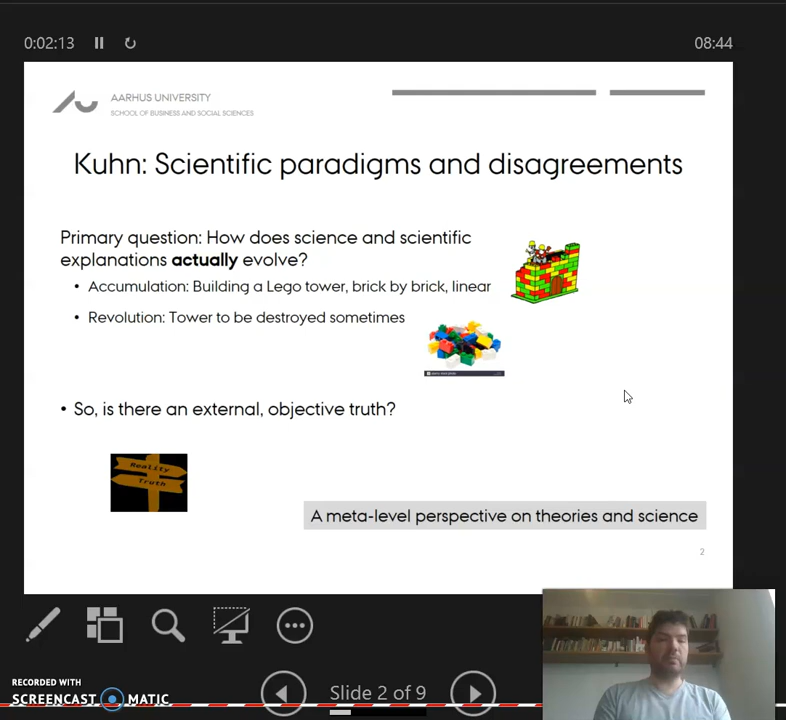 0:02:13
08:44
AARHUS UNIVERSITY
SCHOOL OF BUSINESS AND SOCIAL SCIENCES
Kuhn: Scientific paradigms and disagreements
Primary question: How does science and scientific
explanations actually evolve?
• Accumulation: Building a Lego tower, brick by brick, linear
• Revolution: Tower to be destroyed sometimes
• So, is there an external, objective truth?
Reality
Truth
A meta-level perspective on theories and science
2
RECORDED WITH
SCREENCAST MATIC
Slide 2 of 9